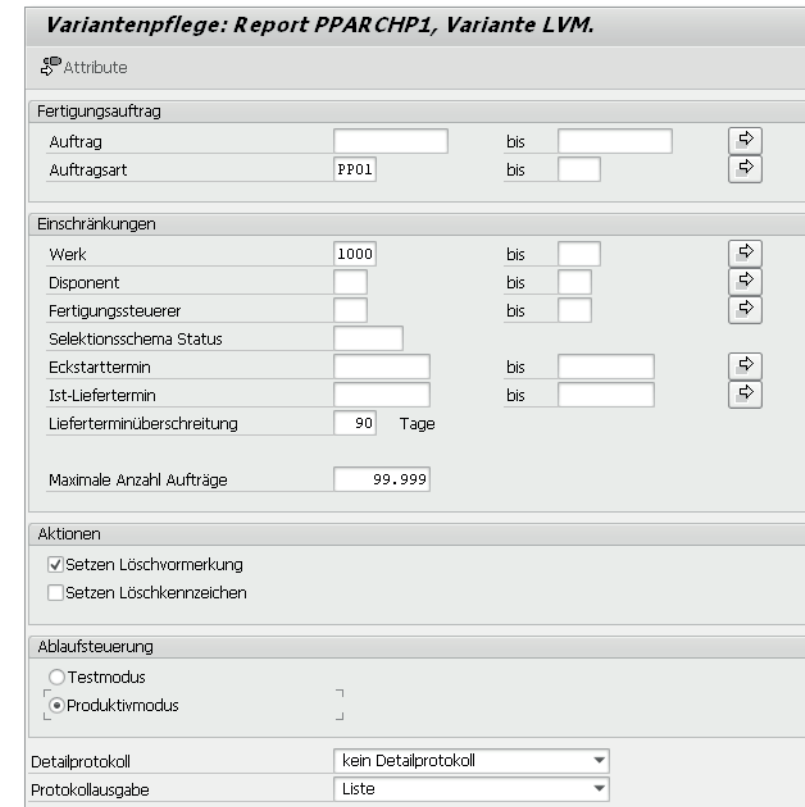 Variantenpflege: Report PPARCHP1, Variante LVM.
Attribute
Fertigungsauftrag
Auftrag bis
Auftragsart PP01 bis
Einschränkungen
Werk 1000 bis
Disponent bis
Fertigungssteuerer bis
Selektionsschema Status
Eckstarttermin bis
Ist-Liefertermin bis
Lieferterminüberschreitung 90 Tage
Maximale Anzahl Aufträge 99.999
Aktionen
Setzen Löschvormerkung
Setzen Löschkennzeichen
Ablaufsteuerung
Testmodus
Produktivmodus
Detailprotokoll kein Detailprotokoll
Protokollausgabe Liste